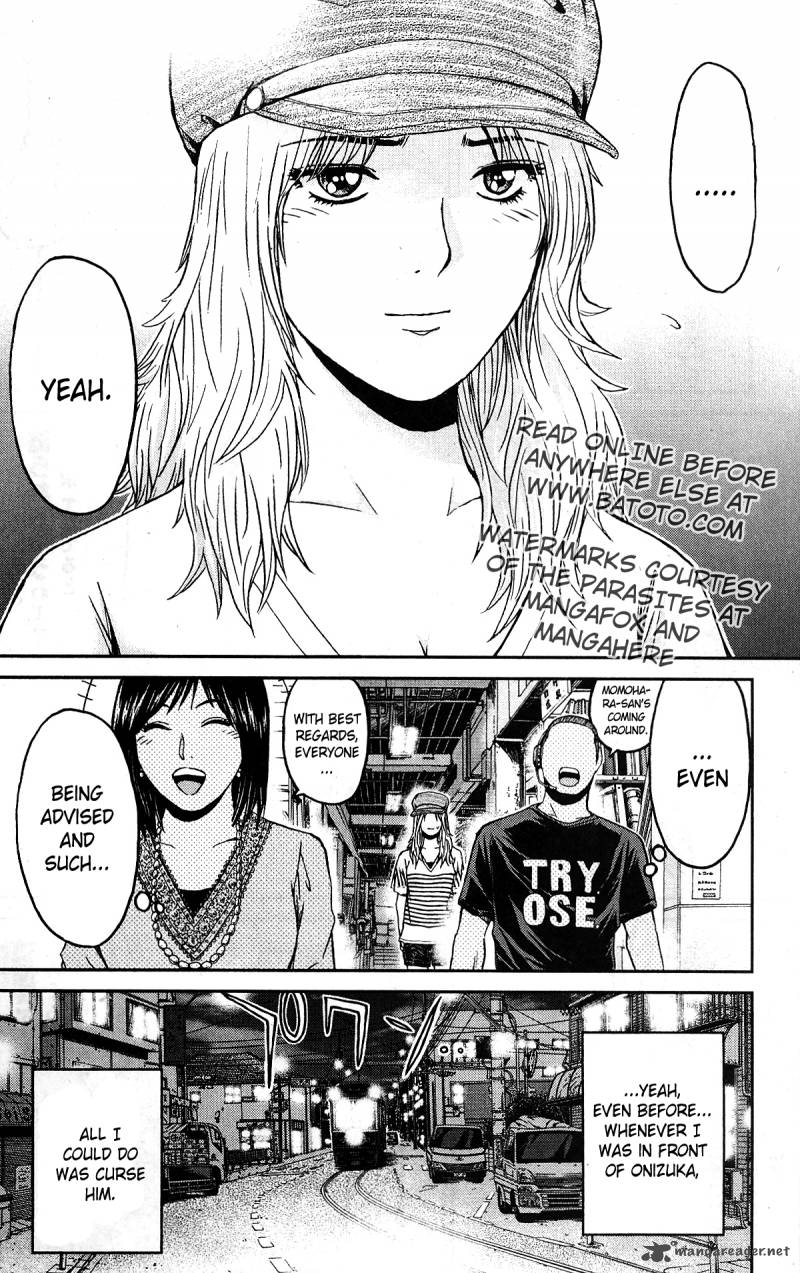 .....
YEAH.
READ ONLINE BEFORE
ANYWHERE ELSE AT
WWW.BATOTO.COM
WATERMARKS COURTESY
OF THE PARASITES AT
MANGAFOX AND
MANGAHERE
MOMOHA-
RA-SAN'S
COMING
AROUND.
...
EVEN
WITH BEST
REGARDS,
EVERYONE
...
TRY
OSE
BEING
ADVISED
AND
SUCH...
...YEAH,
EVEN BEFORE...
WHENEVER I
WAS IN FRONT
OF ONIZUKA,
ALL I
COULD DO
WAS CURSE
HIM.
mangareader.net